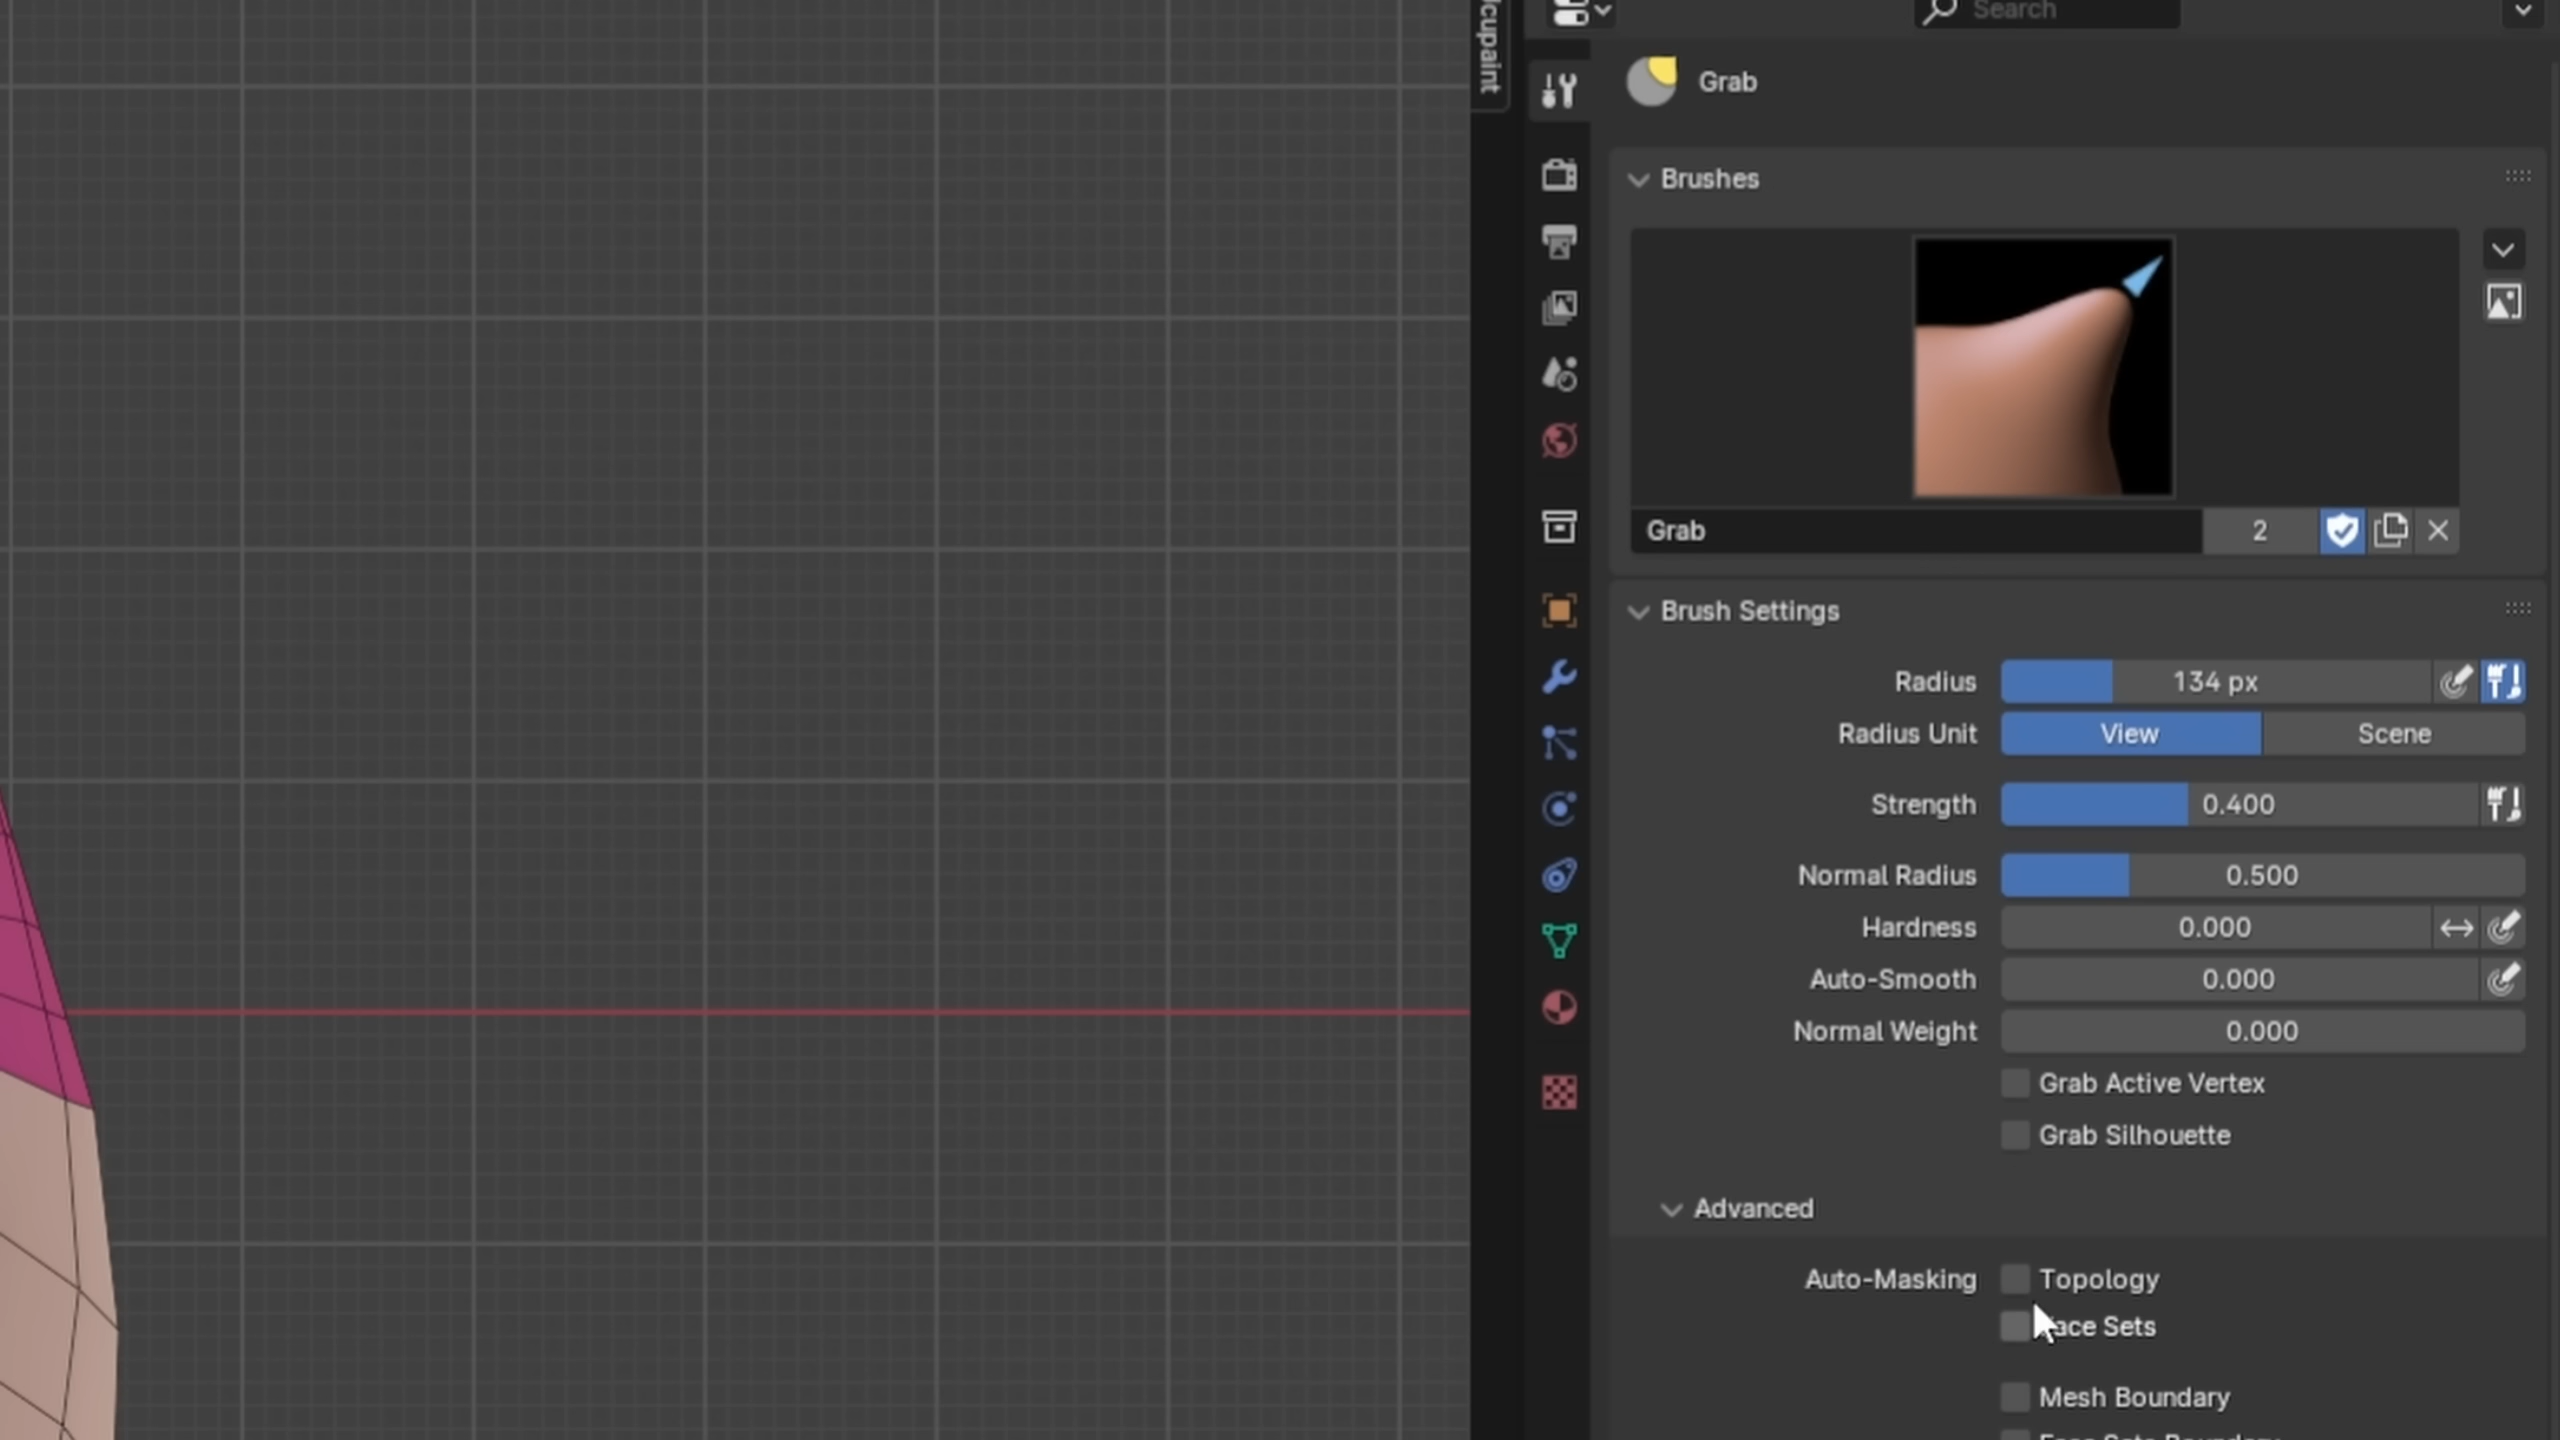 Search
cupaint
Grab
Brushes
Grab 2
Brush Settings
Radius 134 px
Radius Unit View Scene
Strength 0.400
Normal Radius 0.500
Hardness 0.000
Auto-Smooth 0.000
Normal Weight 0.000
Grab Active Vertex
Grab Silhouette
Advanced
Auto-Masking Topology
ace Sets
Mesh Boundary